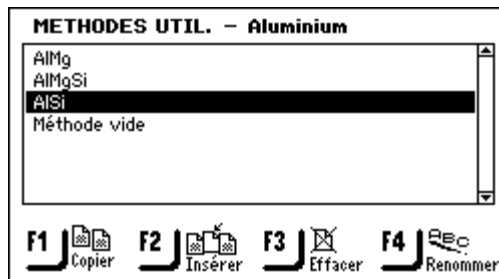 METHODES UTIL. – Aluminium
AlMg
AlMgSi
AlSi
Méthode vide
F1 Copier F2 Insérer F3 Effacer F4 Renommer